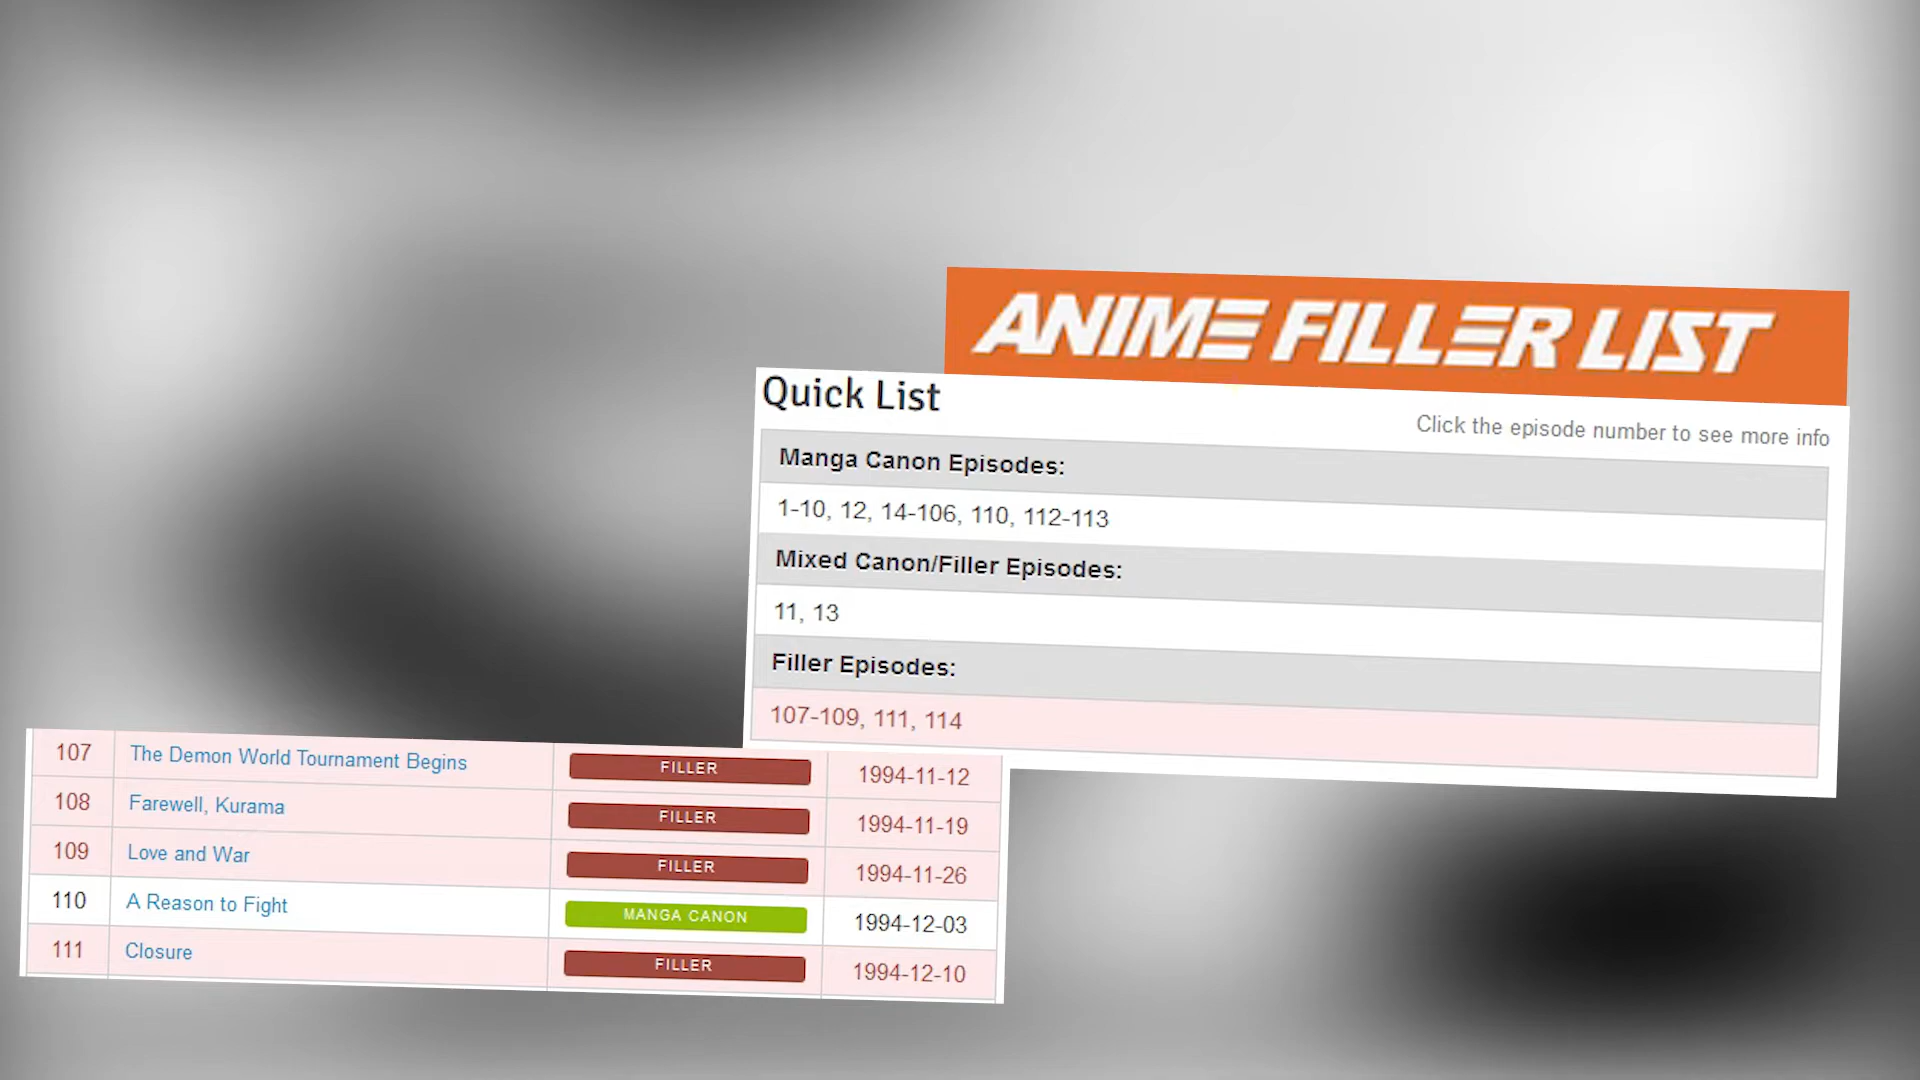 ANIME FILLER LIST
Quick List
Click the episode number to see more info
Manga Canon Episodes:
1-10, 12, 14-106, 110, 112-113
Mixed Canon/Filler Episodes:
11, 13
Filler Episodes:
107-109, 111, 114
107 The Demon World Tournament Begins FILLER 1994-11-12
108 Farewell, Kurama FILLER 1994-11-19
109 Love and War FILLER 1994-11-26
110 A Reason to Fight MANGA CANON 1994-12-03
111 Closure FILLER 1994-12-10